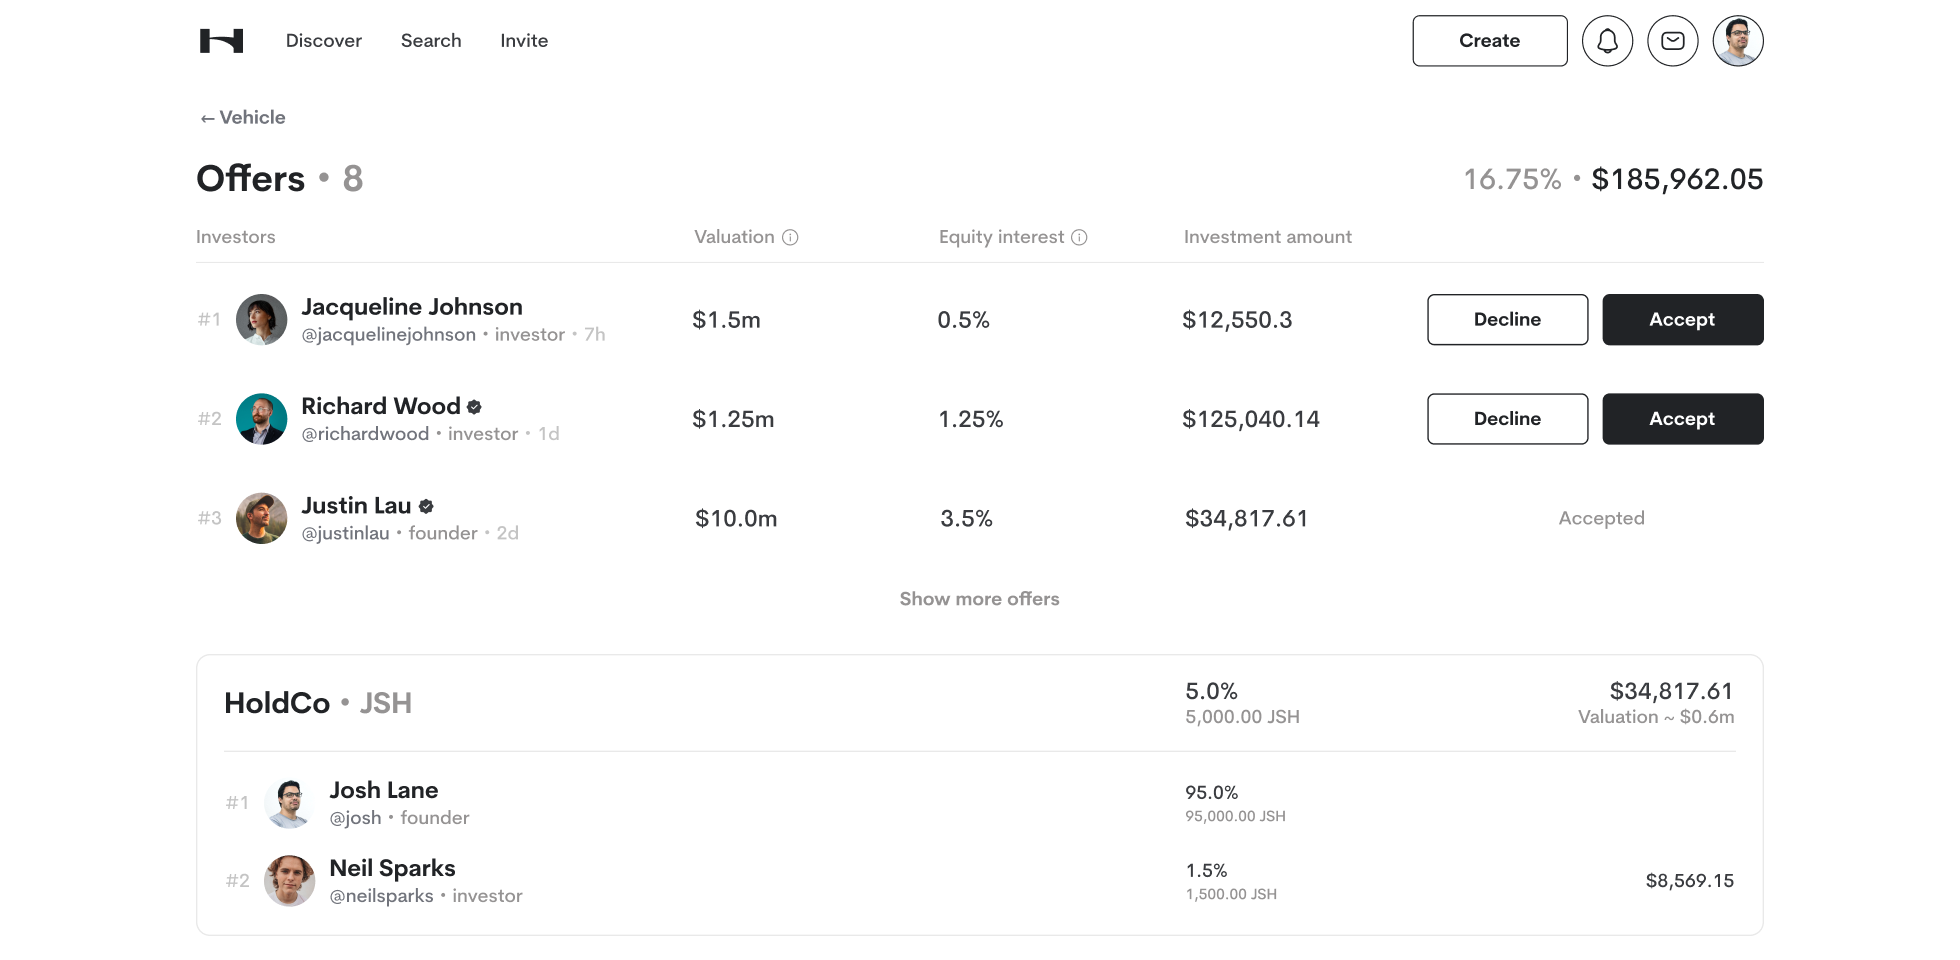 Discover Search Invite Create
← Vehicle
Offers • 8 16.75% • $185,962.05
Investors Valuation Equity interest Investment amount
#1 Jacqueline Johnson $1.5m 0.5% $12,550.3 Decline Accept
@jacquelinejohnson • investor • 7h
#2 Richard Wood $1.25m 1.25% $125,040.14 Decline Accept
@richardwood • investor • 1d
#3 Justin Lau $10.0m 3.5% $34,817.61 Accepted
@justinlau • founder • 2d
Show more offers
HoldCo • JSH 5.0% $34,817.61
5,000.00 JSH Valuation ~ $0.6m
#1 Josh Lane 95.0%
@josh • founder 95,000.00 JSH
#2 Neil Sparks 1.5% $8,569.15
@neilsparks • investor 1,500.00 JSH